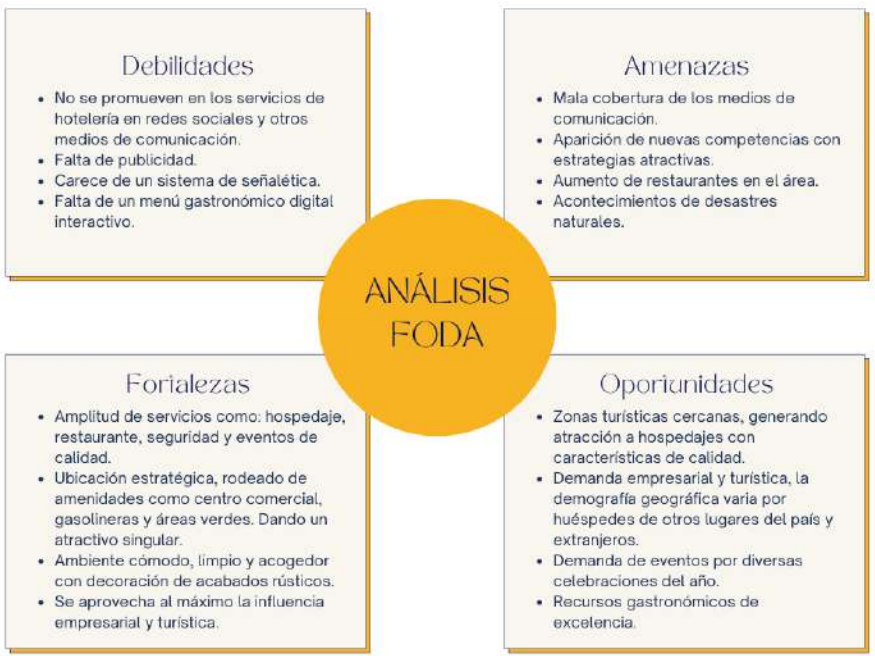 Debilidades
• No se promueven en los servicios de
hotelería en redes sociales y otros
medios de comunicación.
• Falta de publicidad.
• Carece de un sistema de señalética.
• Falta de un menú gastronómico digital
interactivo.
Amenazas
• Mala cobertura de los medios de
comunicación.
• Aparición de nuevas competencias con
estrategias atractivas.
• Aumento de restaurantes en el área.
• Acontecimientos de desastres
naturales.
ANÁLISIS
FODA
Fortalezas
• Amplitud de servicios como: hospedaje,
restaurante, seguridad y eventos de
calidad.
• Ubicación estratégica, rodeado de
amenidades como centro comercial,
gasolineras y áreas verdes. Dando un
atractivo singular.
• Ambiente cómodo, limpio y acogedor
con decoración de acabados rústicos.
• Se aprovecha al máximo la influencia
empresarial y turística.
Oportunidades
• Zonas turísticas cercanas, generando
atracción a hospedajes con
características de calidad.
• Demanda empresarial y turística, la
demografía geográfica varia por
huéspedes de otros lugares del país y
extranjeros.
• Demanda de eventos por diversas
celebraciones del año.
• Recursos gastronómicos de
excelencia.